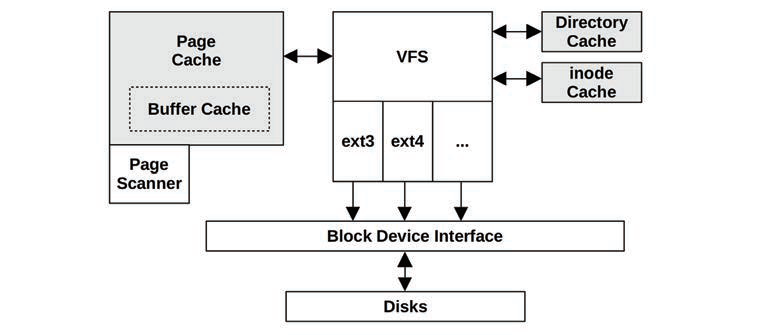 Page
Cache
Buffer Cache
Page
Scanner
VFS
ext3
ext4
...
Directory
Cache
inode
Cache
Block Device Interface
Disks